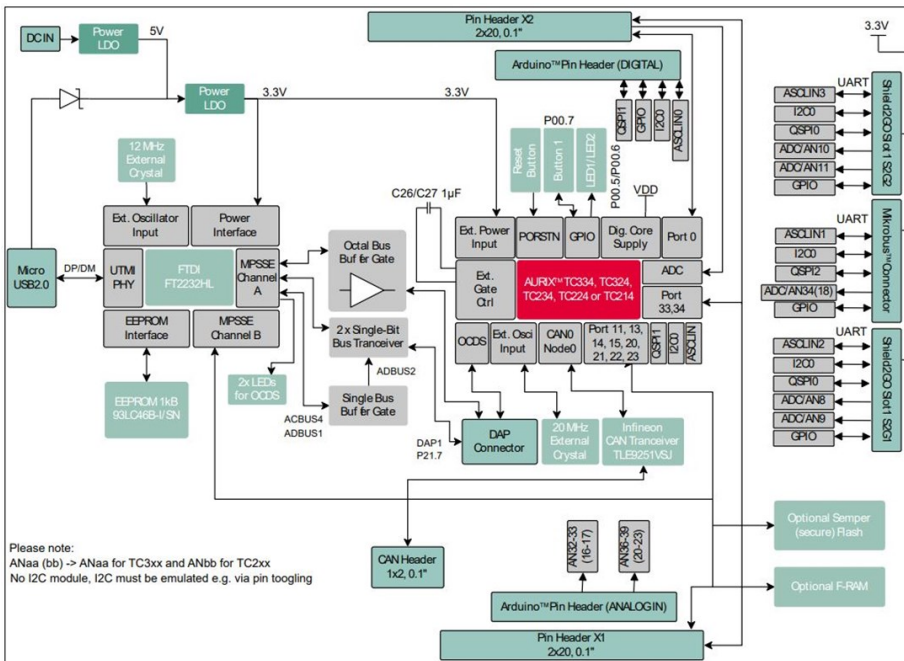 Pin Header X2
2x20, 0.1"
3.3V
DC IN
Power
LDO
5V
Arduino™Pin Header (DIGITAL)
Power
LDO
3.3V
3.3V
QSPI1
GPIO
I2C0
ASCLIN0
UART
ASCLIN3
I2C0
QSPI0
ADC/AN10
ADC/AN11
GPIO
Shield2GO Slot 1 S2G2
12 MHz
External
Crystal
P00.7
Reset
Button
Button 1
LED1/LED2
P00.5/P00.6
C26/C27 1µF
VDD
Ext. Oscillator
Input
Power
Interface
Octal Bus
Buf fer Gate
Ext. Power
Input
PORSTN
GPIO
Dig. Core
Supply
Port 0
UART
ASCLIN1
I2C0
QSPI2
ADC/AN34(18)
GPIO
Mikrobus™Connector
Micro
USB2.0
DP/DM
UTMI
PHY
FTDI
FT2232HL
MPSSE
Channel
A
Ext.
Gate
Ctrl
AURIX™TC334, TC324,
TC234, TC224 or TC214
ADC
Port
33,34
EEPROM
Interface
MPSSE
Channel B
2 x Single-Bit
Bus Tranceiver
OCDS
Ext. Osci
Input
CAN0
Node0
Port 11, 13,
14, 15, 20,
21, 22, 23
QSPI1
I2C0
ASCLIN
UART
ASCLIN2
I2C0
QSPI0
ADC/AN8
ADC/AN9
GPIO
Shield2GO Slot 1 S2G1
ADBUS2
EEPROM 1kB
93LC46B-I/SN
2x LEDs
for OCDS
ACBUS4
ADBUS1
Single Bus
Buf fer Gate
DAP1
P21.7
DAP
Connector
20 MHz
External
Crystal
Infineon
CAN Tranceiver
TLE9251VSJ
Optional Semper
(secure) Flash
Please note:
ANaa (bb) -> ANaa for TC3xx and ANbb for TC2xx
No I2C module, I2C must be emulated e.g. via pin toogling
CAN Header
1x2, 0.1"
AN32-33
(16-17)
AN36-39
(20-23)
Optional F-RAM
Arduino™Pin Header (ANALOGIN)
Pin Header X1
2x20, 0.1"